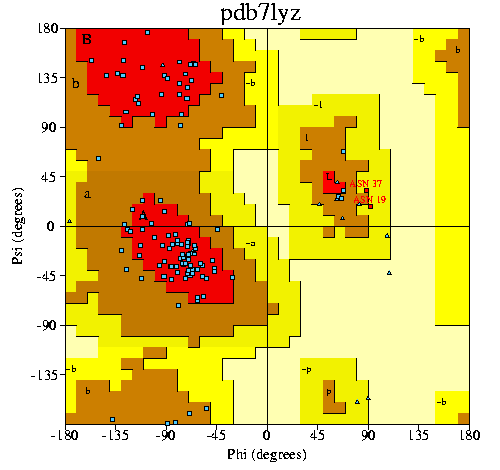 pdb7lyz
180
B
b
~b
~b
b
135
~l
90
l
45
L
ASN 37
a
ASN 19
A
0
~a
-45
-90
-135
~b
~p
b
p
~b
-180
-135
-90
-45
0
45
90
135
180
Phi (degrees)
Psi (degrees)